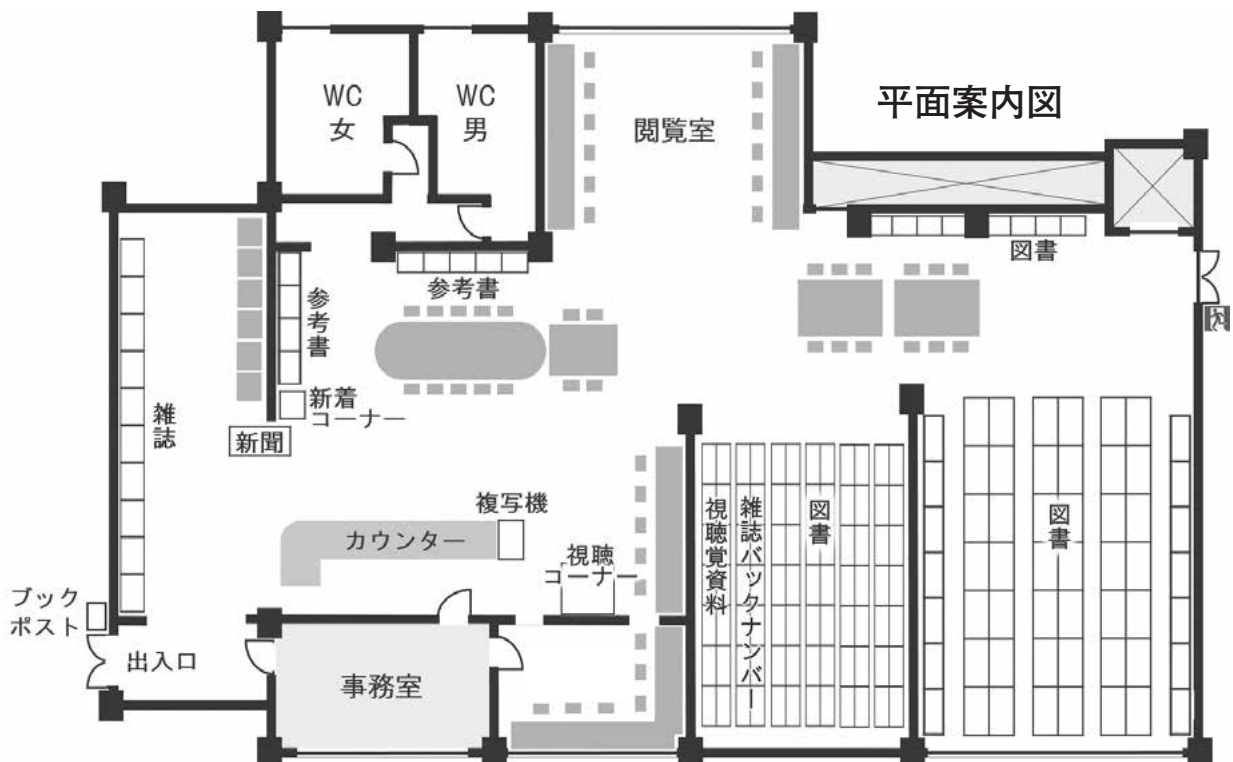 平面案内図
WC
女
WC
男
閲覧室
図書
参考書
参考書
新着
コーナー
雑誌
新聞
複写機
カウンター
視聴
コーナー
視聴覚資料
雑誌バックナンバー
図書
図書
ブック
ポスト
出入口
事務室